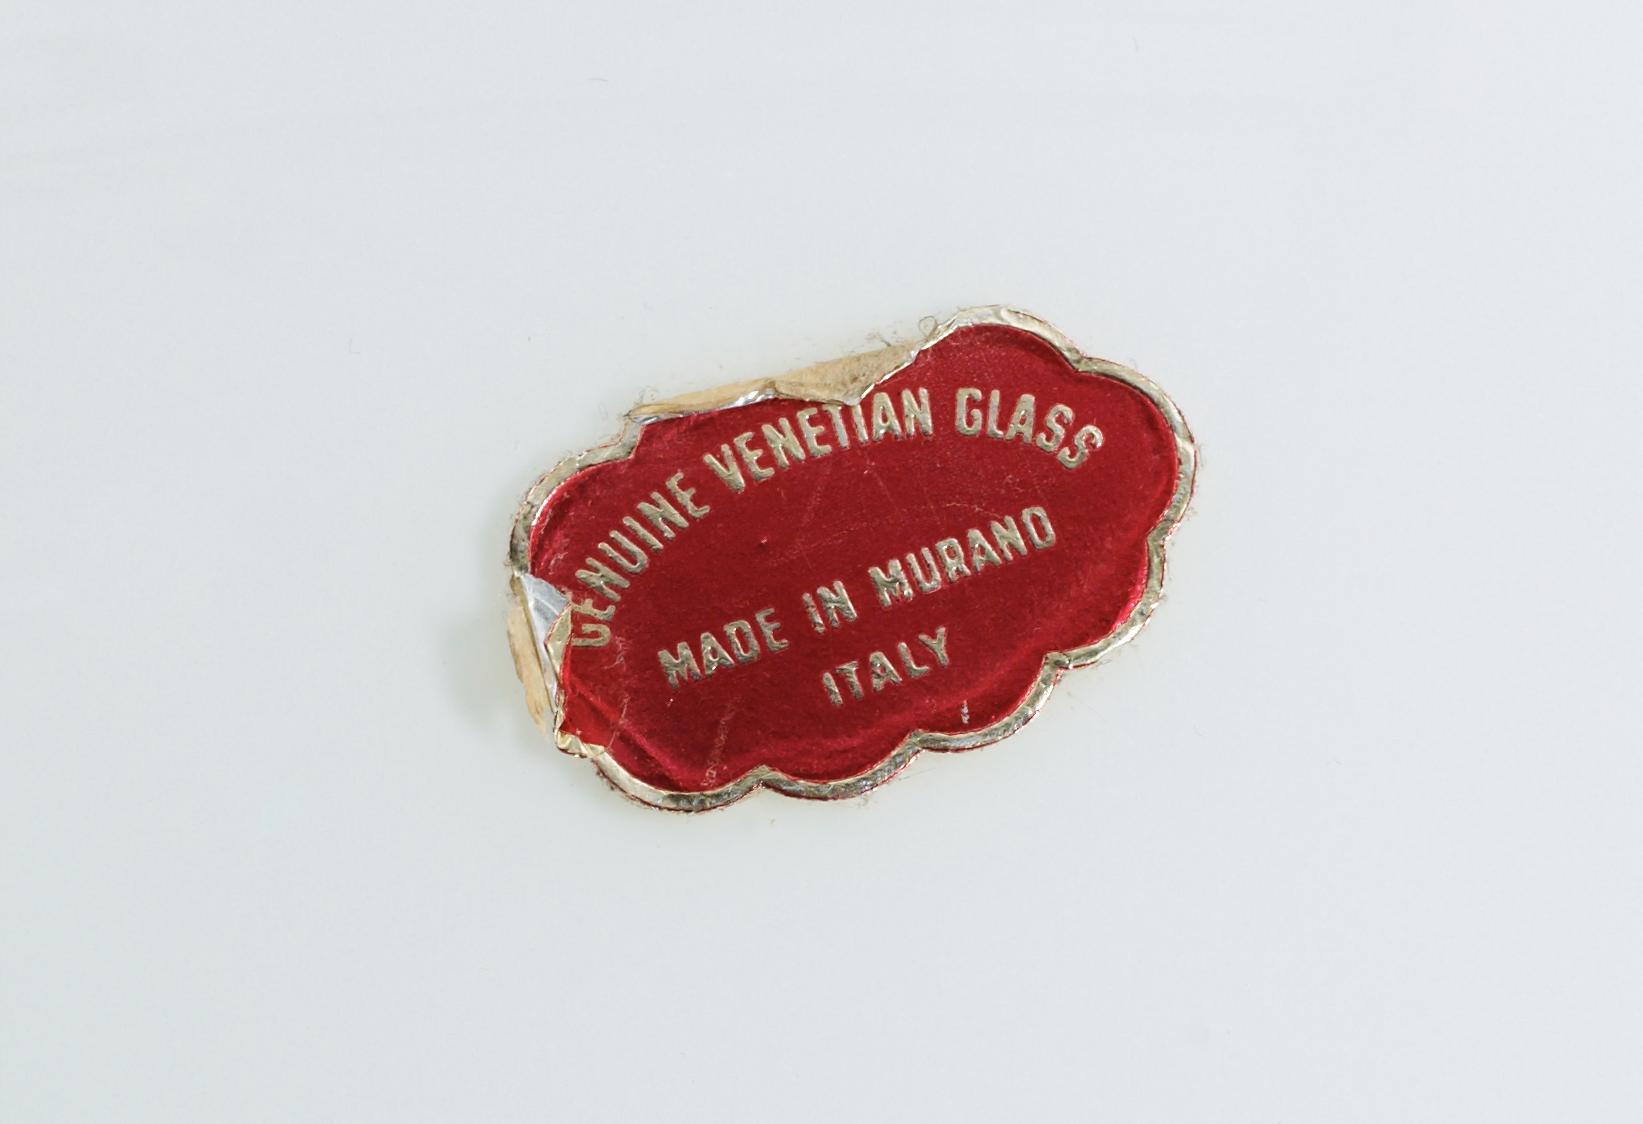 GENUINE VENETIAN GLASS
MADE IN MURANO
ITALY